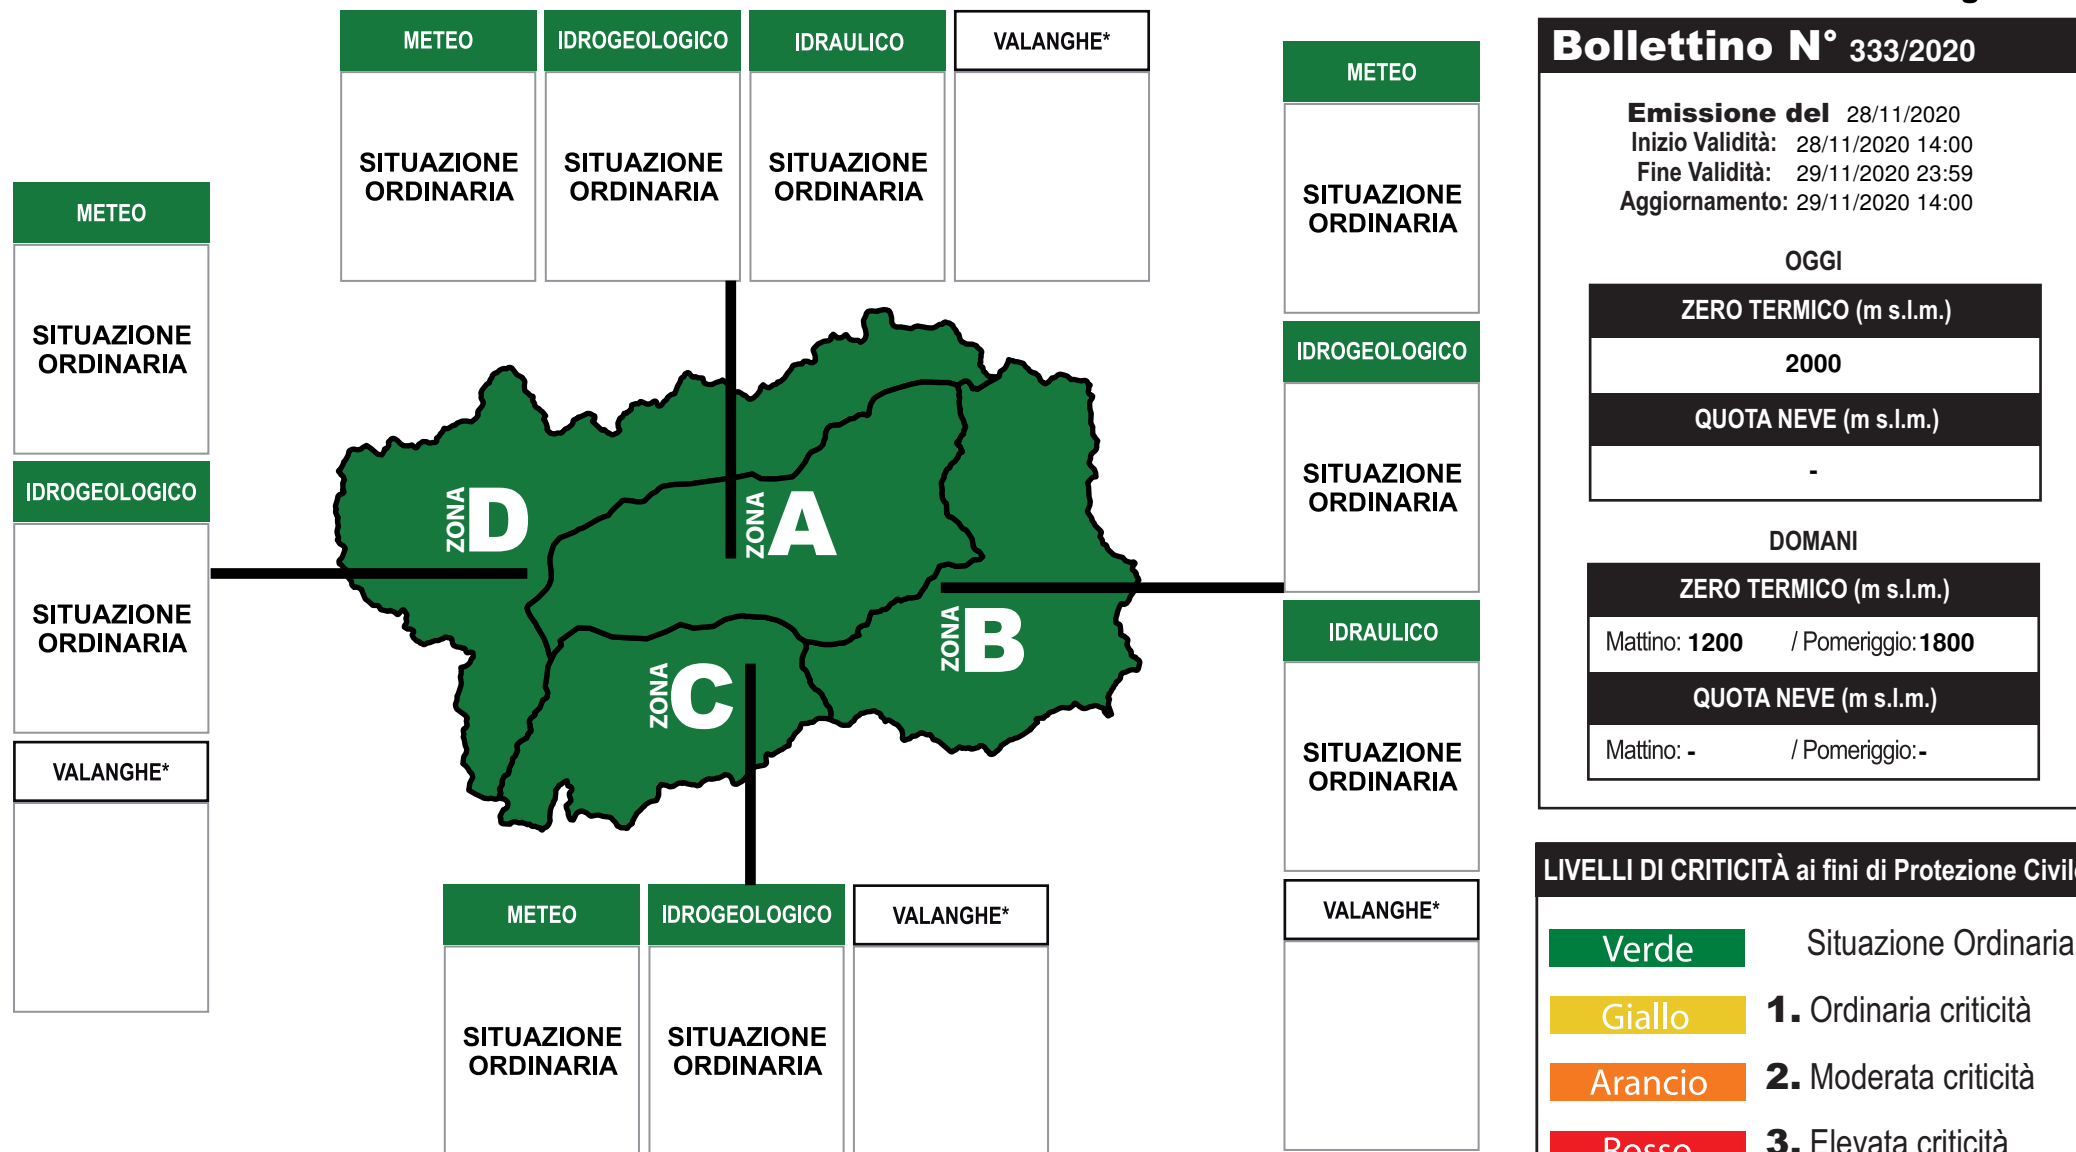 METEO
IDROGEOLOGICO
IDRAULICO
VALANGHE*
SITUAZIONE
ORDINARIA
SITUAZIONE
ORDINARIA
SITUAZIONE
ORDINARIA
METEO
SITUAZIONE
ORDINARIA
IDROGEOLOGICO
SITUAZIONE
ORDINARIA
VALANGHE*
ZONA D
ZONA A
ZONA B
ZONA C
METEO
SITUAZIONE
ORDINARIA
IDROGEOLOGICO
SITUAZIONE
ORDINARIA
IDRAULICO
SITUAZIONE
ORDINARIA
VALANGHE*
METEO
IDROGEOLOGICO
VALANGHE*
SITUAZIONE
ORDINARIA
SITUAZIONE
ORDINARIA
Bollettino N° 333/2020
Emissione del 28/11/2020
Inizio Validità: 28/11/2020 14:00
Fine Validità: 29/11/2020 23:59
Aggiornamento: 29/11/2020 14:00
OGGI
ZERO TERMICO (m s.l.m.)
2000
QUOTA NEVE (m s.l.m.)
-
DOMANI
ZERO TERMICO (m s.l.m.)
Mattino: 1200 / Pomeriggio: 1800
QUOTA NEVE (m s.l.m.)
Mattino: - / Pomeriggio: -
LIVELLI DI CRITICITÀ ai fini di Protezione Civile
Verde Situazione Ordinaria
Giallo 1. Ordinaria criticità
Arancio 2. Moderata criticità
Rosso 3. Elevata criticità